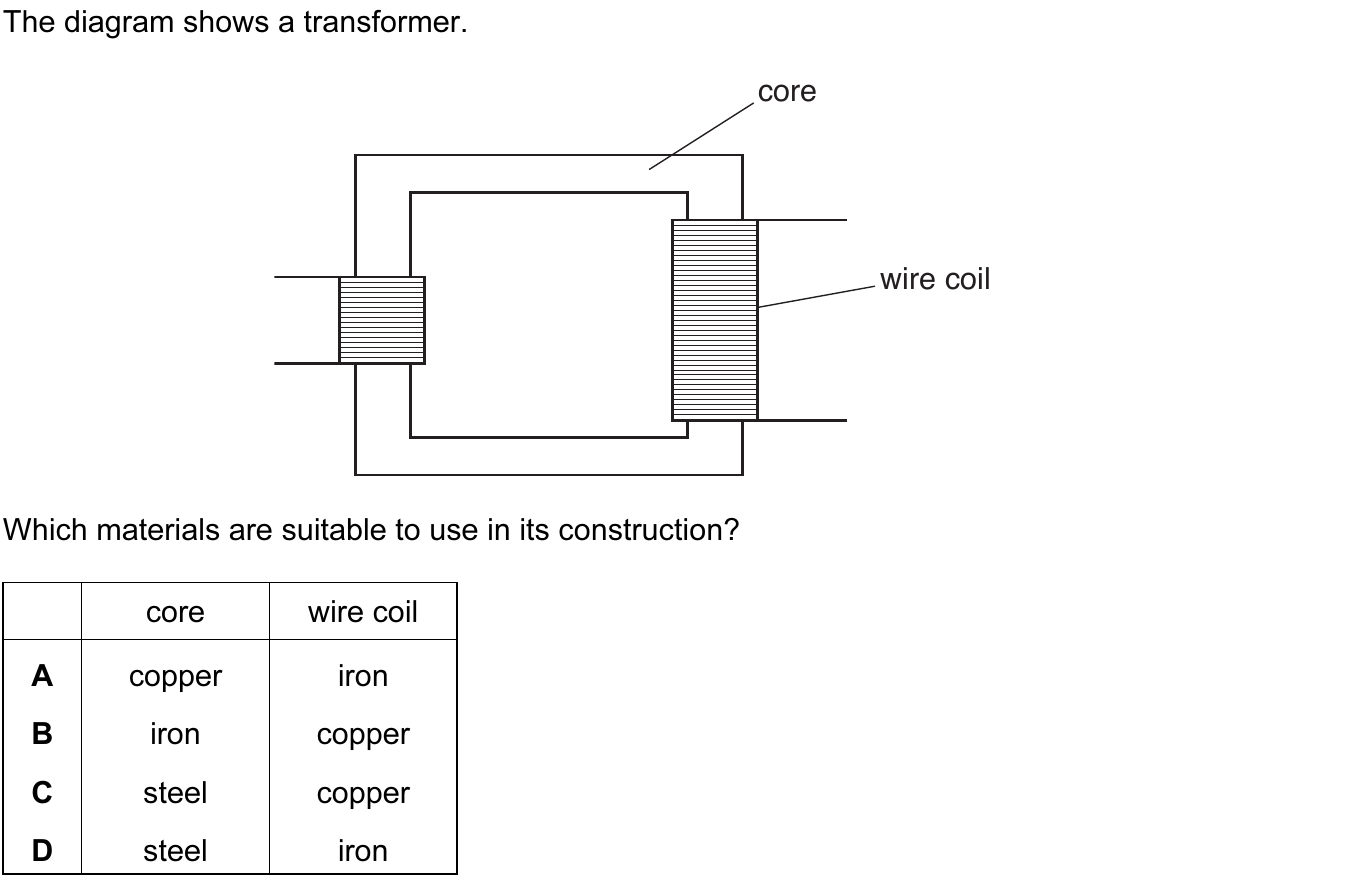 The diagram shows a transformer.
core
wire coil
Which materials are suitable to use in its construction?
core wire coil
A copper iron
B iron copper
C steel copper
D steel iron